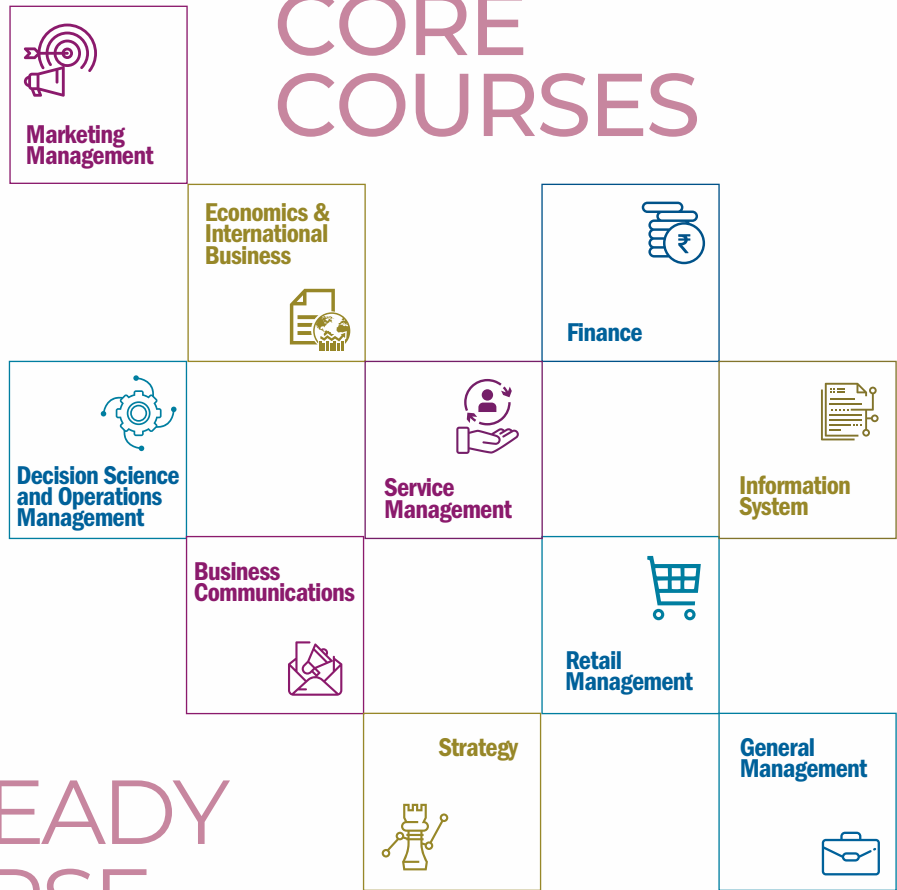 CORE
COURSES
Marketing
Management
Economics &
International
Business
Finance
₹
Decision Science
and Operations
Management
Service
Management
Information
System
Business
Communications
Retail
Management
Strategy
General
Management
EADY